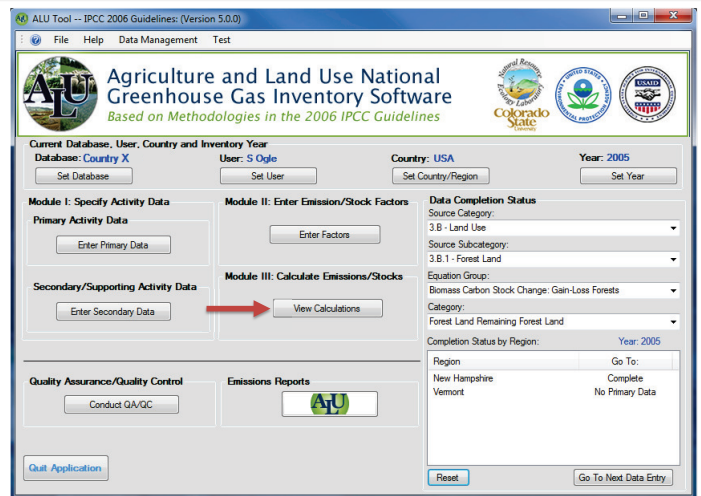 ALU Tool -- IPCC 2006 Guidelines: (Version 5.0.0)
File Help Data Management Test
ALU
Agriculture and Land Use National
Greenhouse Gas Inventory Software
Based on Methodologies in the 2006 IPCC Guidelines
Natural Resource Ecology Laboratory
Colorado
State
University
UNITED STATES
USAID
Current Database, User, Country and Inventory Year
Database: Country X User: S Ogle Country: USA Year: 2005
Set Database Set User Set Country/Region Set Year
Module I: Specify Activity Data
Primary Activity Data
Enter Primary Data
Secondary/Supporting Activity Data
Enter Secondary Data
Module II: Enter Emission/Stock Factors
Enter Factors
Module III: Calculate Emissions/Stocks
View Calculations
Data Completion Status
Source Category:
3.B - Land Use
Source Subcategory:
3.B.1 - Forest Land
Equation Group:
Biomass Carbon Stock Change: Gain-Loss Forests
Category:
Forest Land Remaining Forest Land
Completion Status by Region: Year: 2005
Region Go To:
New Hampshire Complete
Vermont No Primary Data
Reset Go To Next Data Entry
Quality Assurance/Quality Control
Conduct QA/QC
Emissions Reports
ALU
Quit Application